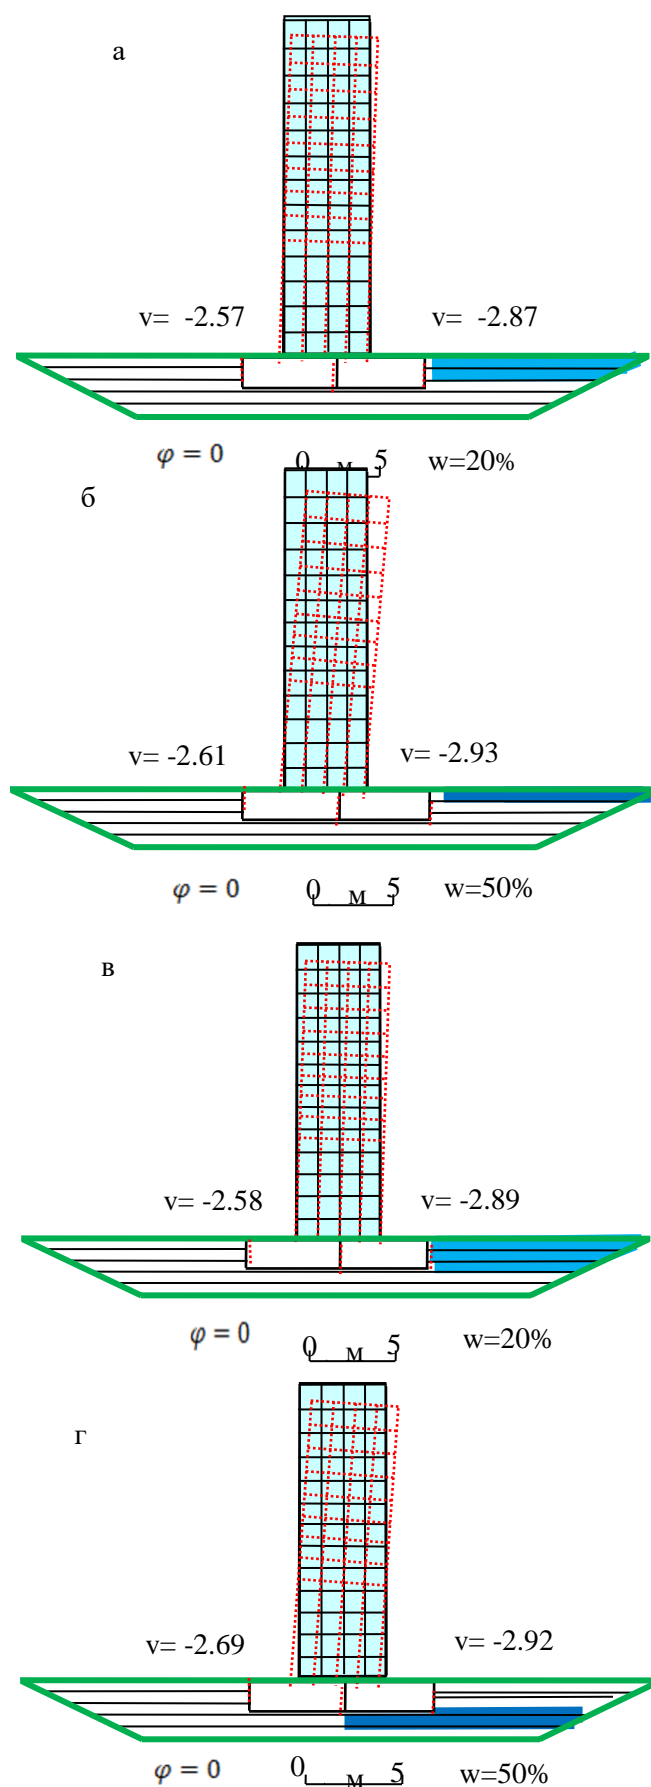 а
v= -2.57 v= -2.87
φ = 0 0 м 5 w=20%
б
v= -2.61 v= -2.93
φ = 0 0 м 5 w=50%
в
v= -2.58 v= -2.89
φ = 0 0 м 5 w=20%
г
v= -2.69 v= -2.92
φ = 0 0 м 5 w=50%